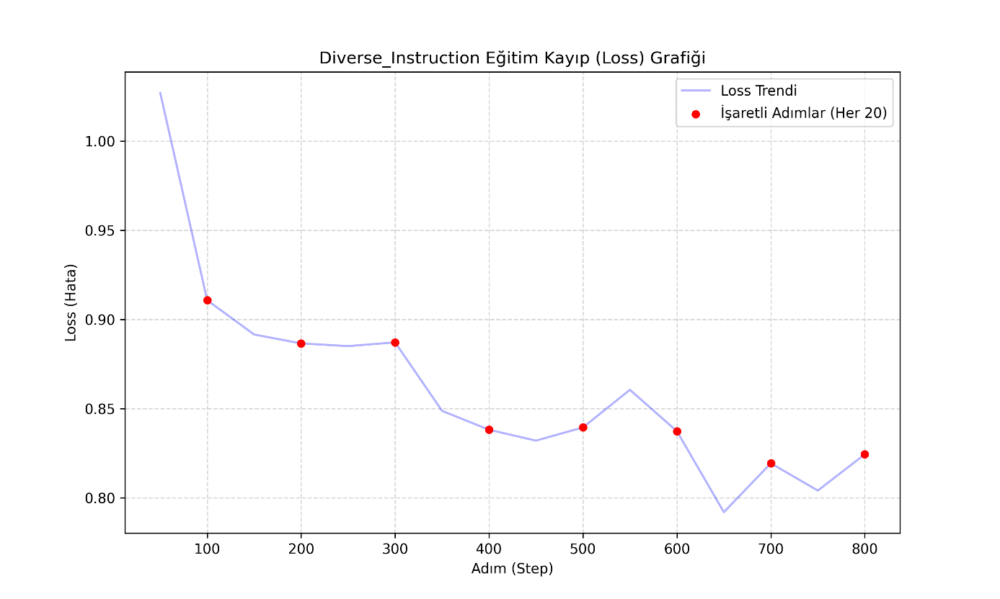 Diverse_Instruction Eğitim Kayıp (Loss) Grafiği
Loss Trendi
İşaretli Adımlar (Her 20)
Loss (Hata)
1.00
0.95
0.90
0.85
0.80
100 200 300 400 500 600 700 800
Adım (Step)